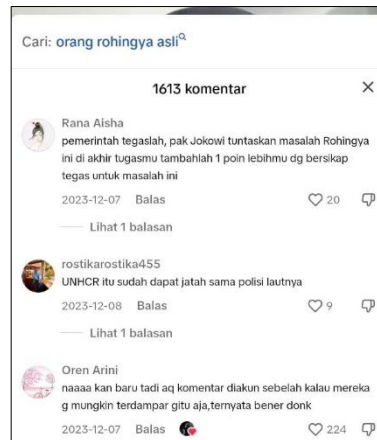 Cari: orang rohingya asli
1613 komentar
Rana Aisha
pemerintah tegaslah, pak Jokowi tuntaskan masalah Rohingya
ini di akhir tugasmu tambahlah 1 poin lebihmu dg bersikap
tegas untuk masalah ini
2023-12-07 Balas 20
Lihat 1 balasan
rostikarostika455
UNHCR itu sudah dapat jatah sama polisi lautnya
2023-12-08 Balas 9
Lihat 1 balasan
Oren Arini
naaaa kan baru tadi aq komentar diakun sebelah kalau mereka
g mungkin terdampar gitu aja,ternyata bener donk
2023-12-07 Balas 224